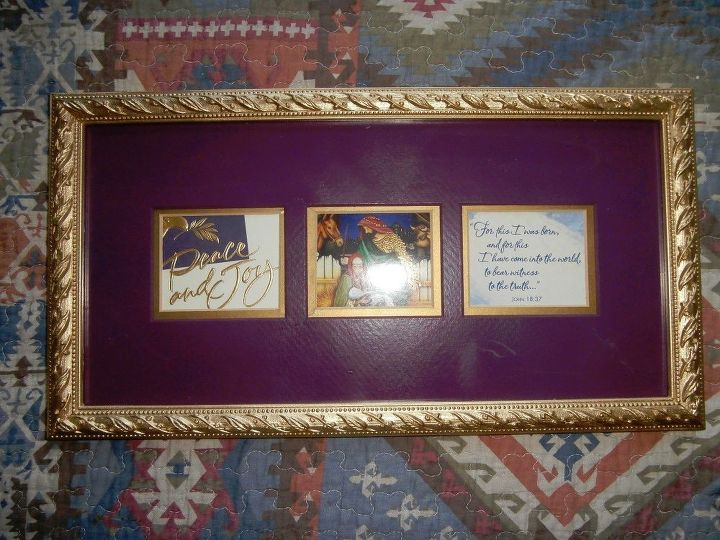 Peace
and Joy
"For this I was born,
and for this
I have come into the world,
to bear witness
to the truth..."
JOHN 18:37